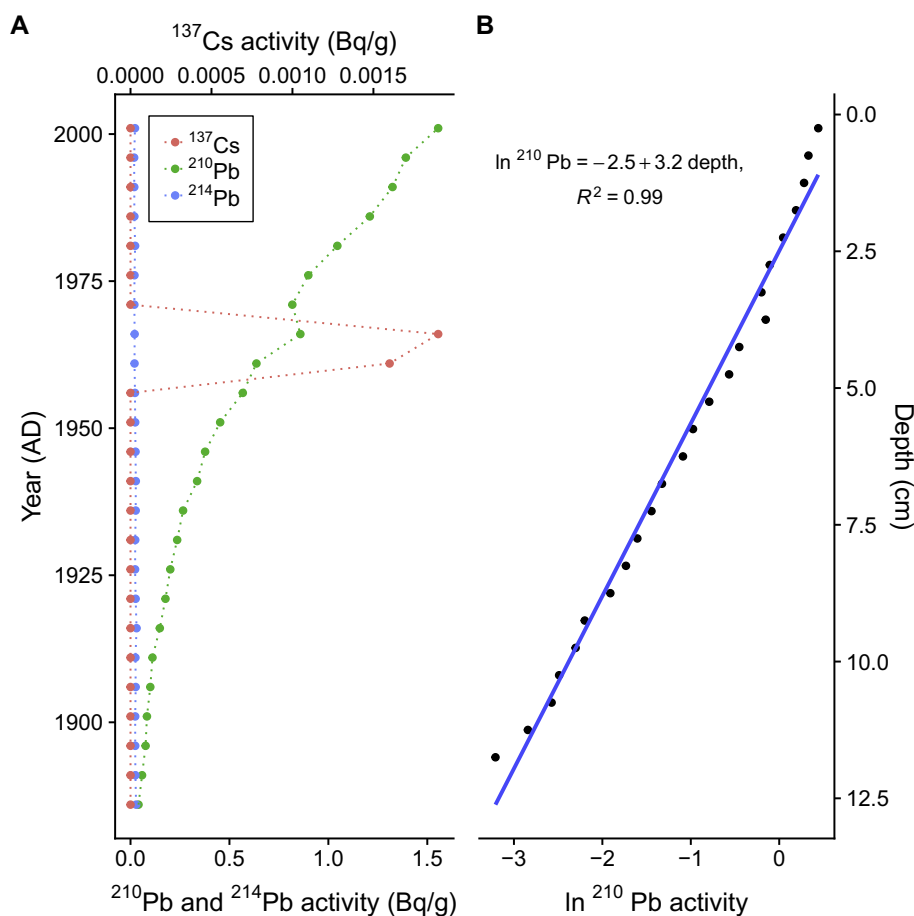 A
¹³⁷Cs activity (Bq/g)
0.0000 0.0005 0.0010 0.0015
¹³⁷Cs
²¹⁰Pb
²¹⁴Pb
Year (AD)
2000
1975
1950
1925
1900
0.0 0.5 1.0 1.5
²¹⁰Pb and ²¹⁴Pb activity (Bq/g)
B
ln ²¹⁰ Pb = −2.5 + 3.2 depth,
R² = 0.99
0.0
2.5
5.0
7.5
10.0
12.5
Depth (cm)
−3 −2 −1 0
ln ²¹⁰ Pb activity